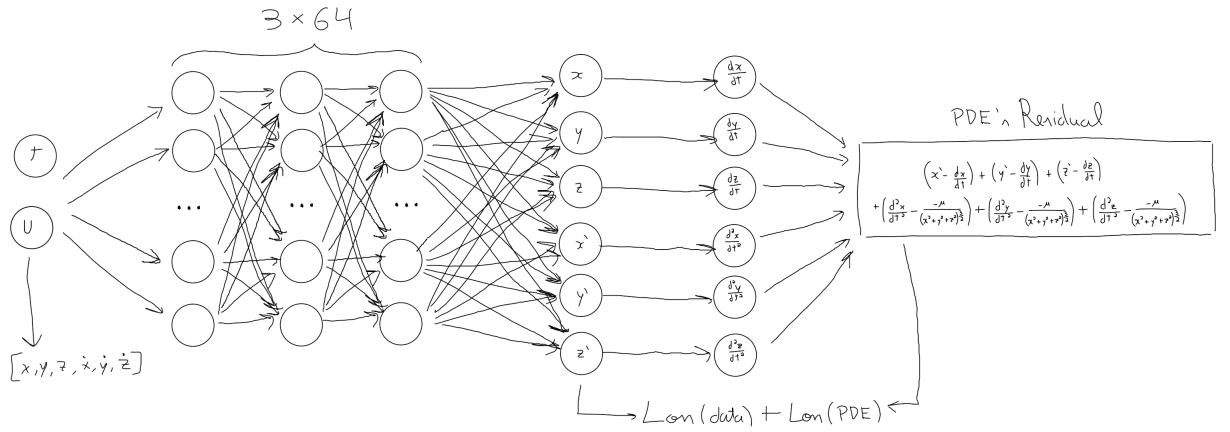 3 × 64
t
U
[x, y, z, ẋ, ẏ, ż]
...
...
...
x
y
z
x`
y`
z`
dx/dt
dy/dt
dz/dt
d²x/dt²
d²y/dt²
d²z/dt²
PDE's Residual
(x` - dx/dt) + (y` - dy/dt) + (z` - dz/dt)
+ (d²x/dt² - -μ/(x²+y²+z²)^(3/2)) + (d²y/dt² - -μ/(x²+y²+z²)^(3/2)) + (d²z/dt² - -μ/(x²+y²+z²)^(3/2))
Loss(data) + Loss(PDE)